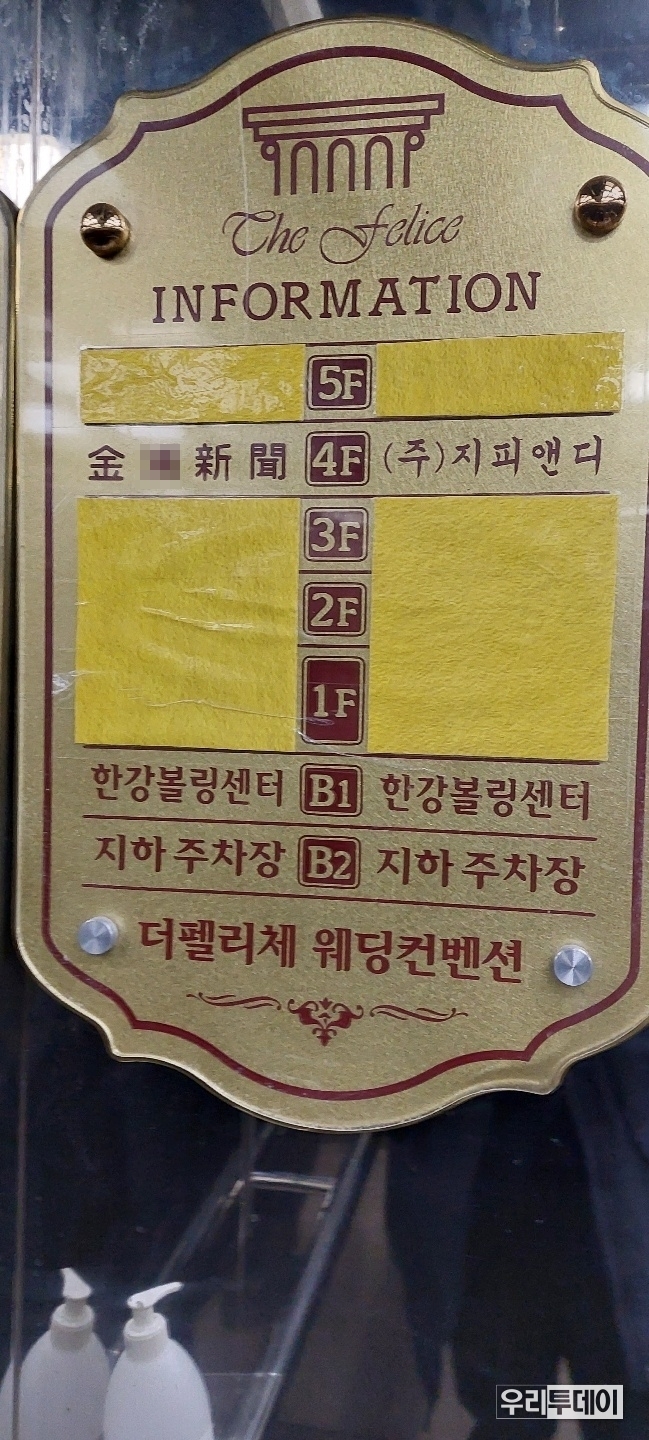 The Felice
INFORMATION
5F
金 新聞 4F (주)지피앤디
3F
2F
1F
한강볼링센터 B1 한강볼링센터
지하 주차장 B2 지하 주차장
더펠리체 웨딩컨벤션
우리투데이